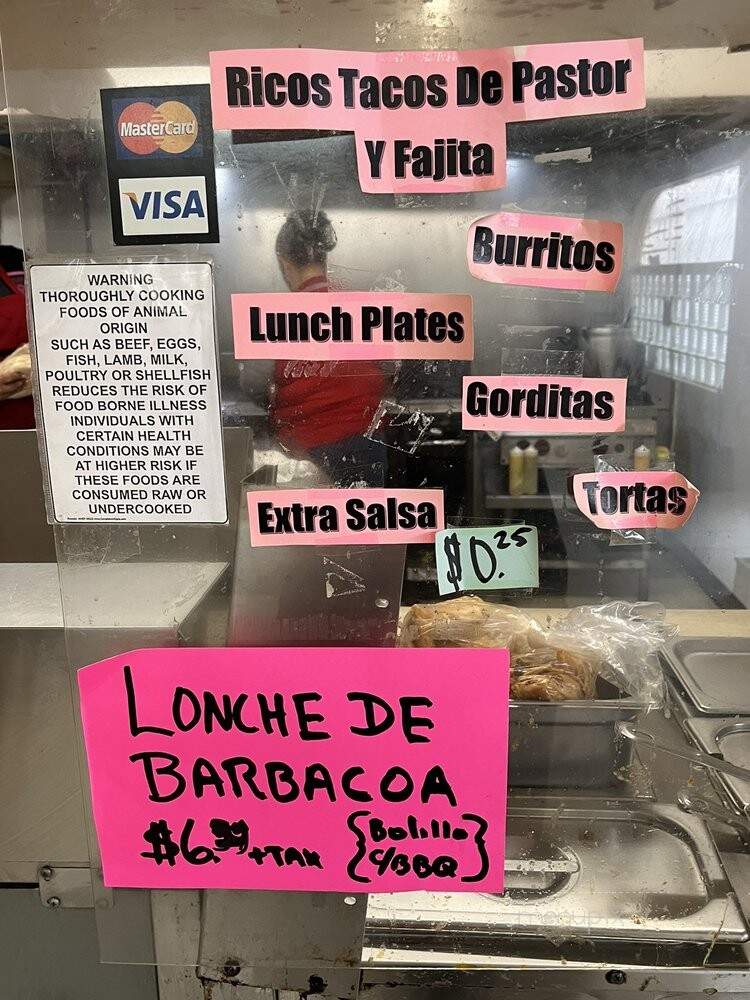 Ricos Tacos De Pastor
Y Fajita
MasterCard
VISA
Burritos
WARNING
THOROUGHLY COOKING
FOODS OF ANIMAL
ORIGIN
SUCH AS BEEF, EGGS,
FISH, LAMB, MILK,
POULTRY OR SHELLFISH
REDUCES THE RISK OF
FOOD BORNE ILLNESS
INDIVIDUALS WITH
CERTAIN HEALTH
CONDITIONS MAY BE
AT HIGHER RISK IF
THESE FOODS ARE
CONSUMED RAW OR
UNDERCOOKED
Lunch Plates
Gorditas
Extra Salsa
Tortas
$0.25
LONCHE DE
BARBACOA
$6.99 +TAX
{Bolillo
c/BBQ}